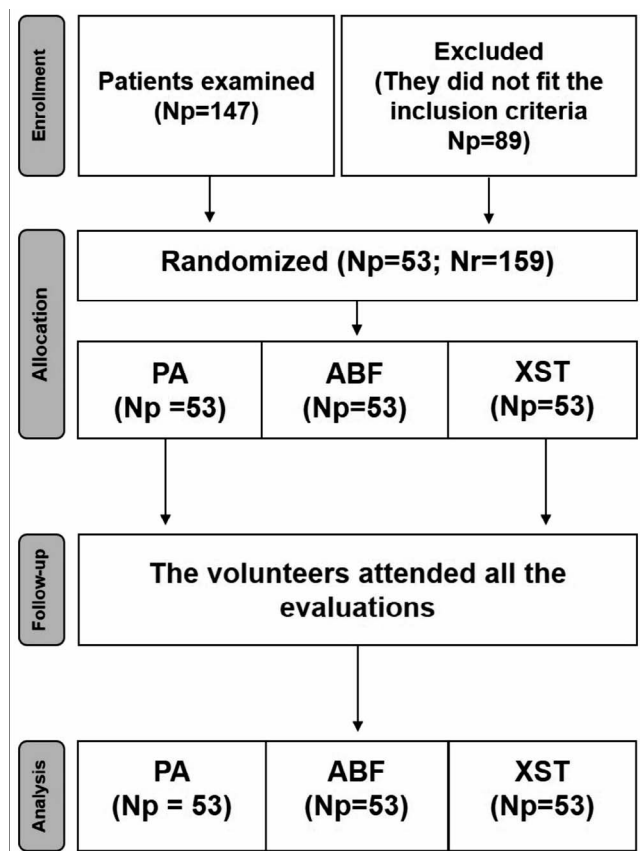 Enrollment
Patients examined
(Np=147)
Excluded
(They did not fit the
inclusion criteria
Np=89)
Allocation
Randomized (Np=53; Nr=159)
PA
(Np =53)
ABF
(Np=53)
XST
(Np=53)
Follow-up
The volunteers attended all the
evaluations
Analysis
PA
(Np = 53)
ABF
(Np=53)
XST
(Np=53)